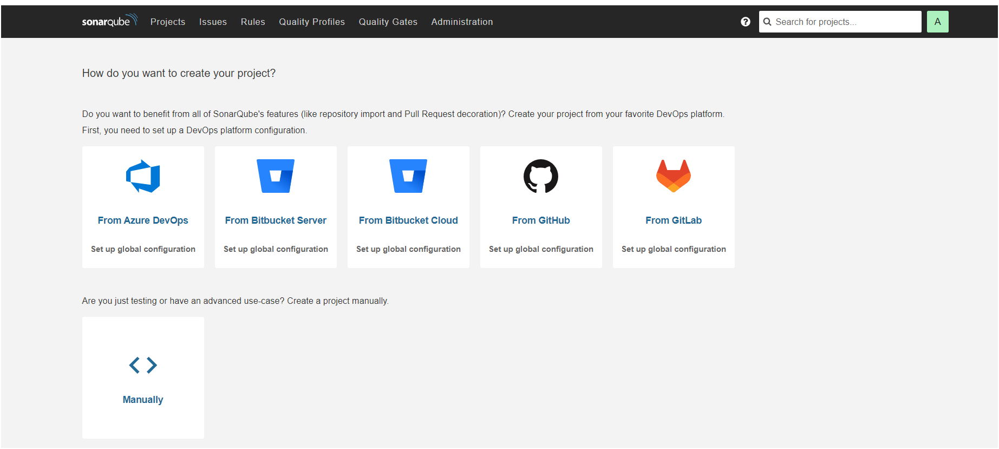 sonarqube Projects Issues Rules Quality Profiles Quality Gates Administration ? Search for projects... A
How do you want to create your project?
Do you want to benefit from all of SonarQube's features (like repository import and Pull Request decoration)? Create your project from your favorite DevOps platform.
First, you need to set up a DevOps platform configuration.
From Azure DevOps From Bitbucket Server From Bitbucket Cloud From GitHub From GitLab
Set up global configuration Set up global configuration Set up global configuration Set up global configuration Set up global configuration
Are you just testing or have an advanced use-case? Create a project manually.
Manually